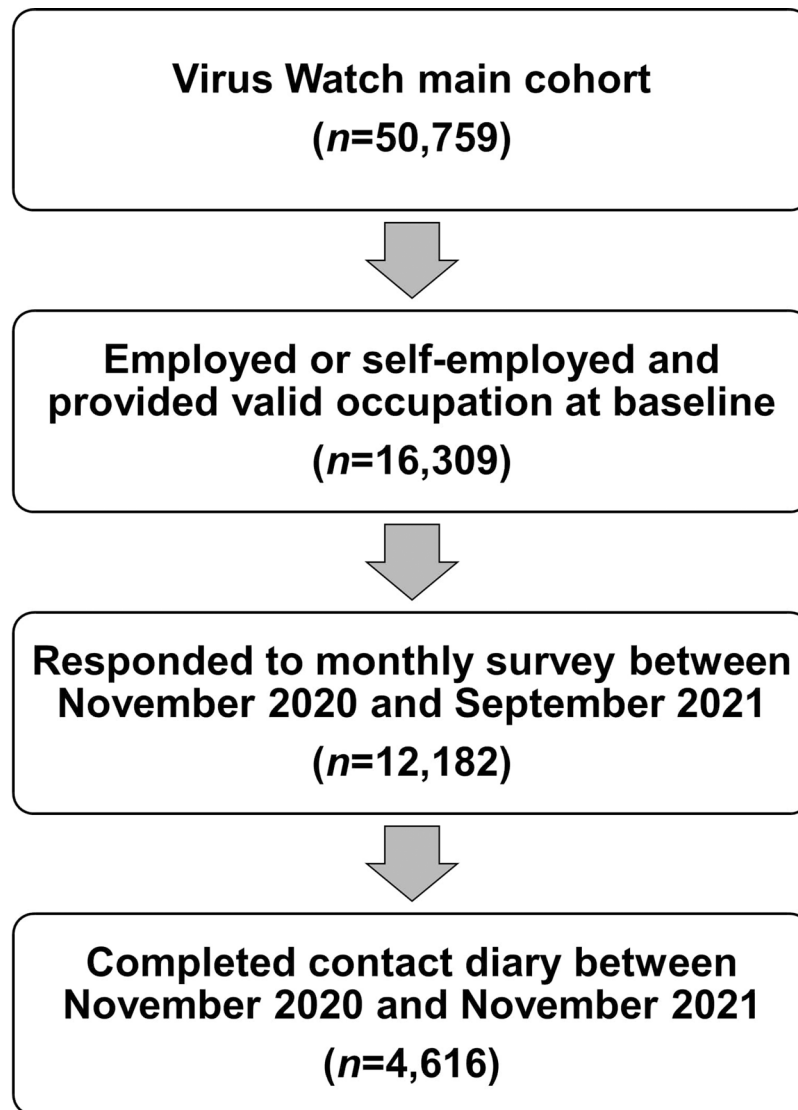 Virus Watch main cohort
(n=50,759)
Employed or self-employed and
provided valid occupation at baseline
(n=16,309)
Responded to monthly survey between
November 2020 and September 2021
(n=12,182)
Completed contact diary between
November 2020 and November 2021
(n=4,616)